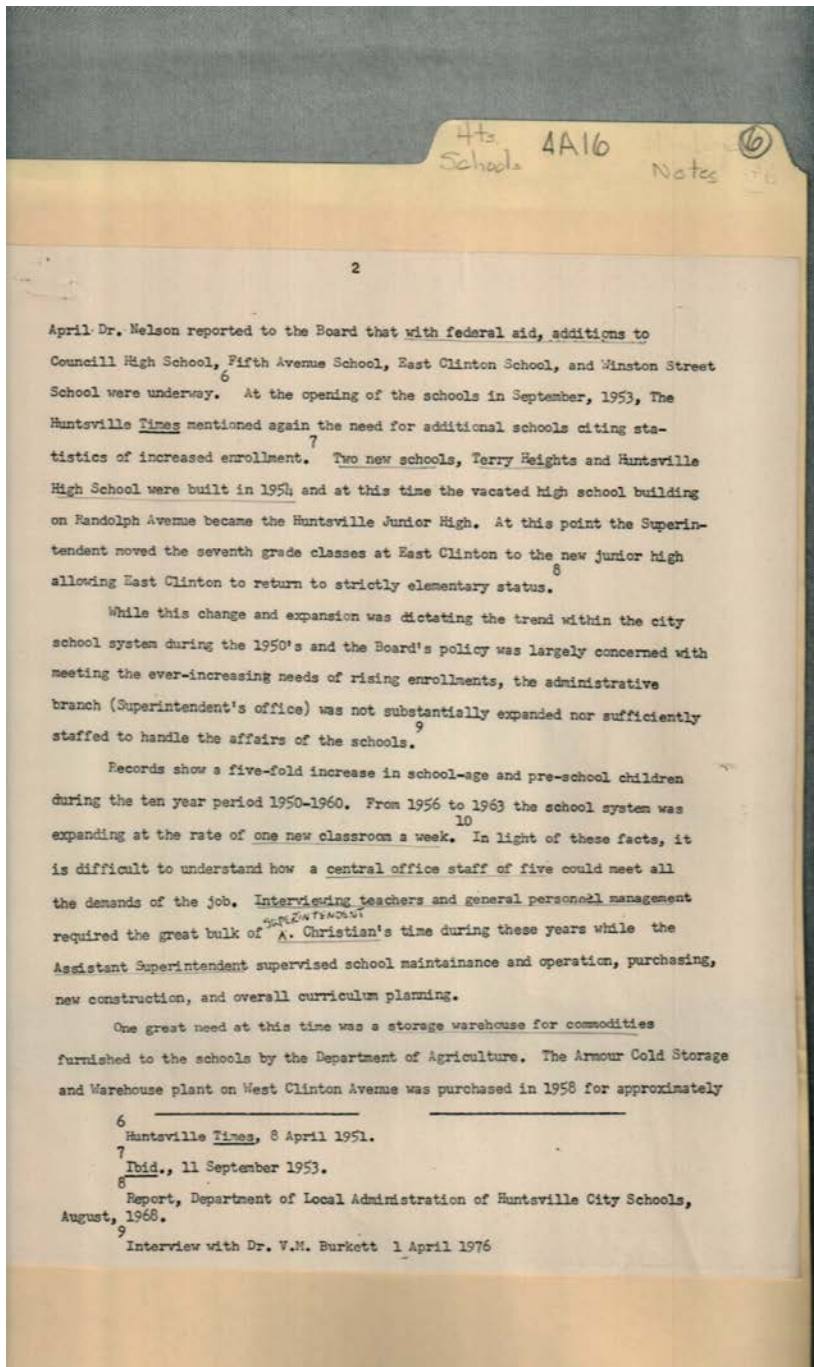 4ts
Schools
4A16
Notes
6
2
April Dr. Nelson reported to the Board that with federal aid, additions to
Councill High School, Fifth Avenue School, East Clinton School, and Winston Street
6
School were underway. At the opening of the schools in September, 1953, The
Huntsville Times mentioned again the need for additional schools citing sta-
7
tistics of increased enrollment. Two new schools, Terry Heights and Huntsville
High School were built in 1954 and at this time the vacated high school building
on Randolph Avenue became the Huntsville Junior High. At this point the Superin-
tendent moved the seventh grade classes at East Clinton to the new junior high
8
allowing East Clinton to return to strictly elementary status.
While this change and expansion was dictating the trend within the city
school system during the 1950's and the Board's policy was largely concerned with
meeting the ever-increasing needs of rising enrollments, the administrative
branch (Superintendent's office) was not substantially expanded nor sufficiently
9
staffed to handle the affairs of the schools.
Records show a five-fold increase in school-age and pre-school children
during the ten year period 1950-1960. From 1956 to 1963 the school system was
10
expanding at the rate of one new classroom a week. In light of these facts, it
is difficult to understand how a central office staff of five could meet all
the demands of the job. Interviewing teachers and general personnel management
SUPERINTENDENT
required the great bulk of A. Christian's time during these years while the
Assistant Superintendent supervised school maintainance and operation, purchasing,
new construction, and overall curriculum planning.
One great need at this time was a storage warehouse for commodities
furnished to the schools by the Department of Agriculture. The Armour Cold Storage
and Warehouse plant on West Clinton Avenue was purchased in 1958 for approximately
6
Huntsville Times, 8 April 1951.
7
Ibid., 11 September 1953.
8
Report, Department of Local Administration of Huntsville City Schools,
August, 1968.
9
Interview with Dr. V.M. Burkett 1 April 1976